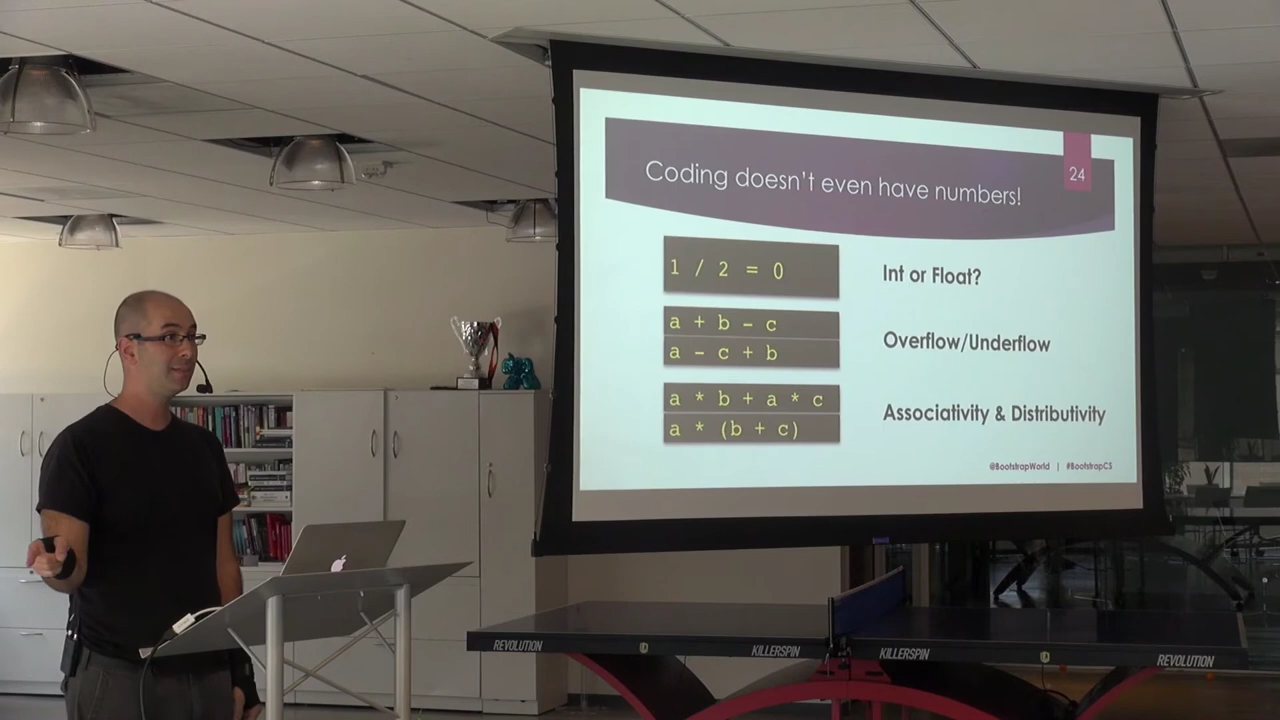 24
Coding doesn't even have numbers!
1 / 2 = 0
Int or Float?
a + b - c
a - c + b
Overflow/Underflow
a * b + a * c
a * (b + c)
Associativity & Distributivity
@BootstrapWorld | #BootstrapCS
REVOLUTION
KILLERSPIN
KILLERSPIN
REVOLUTION